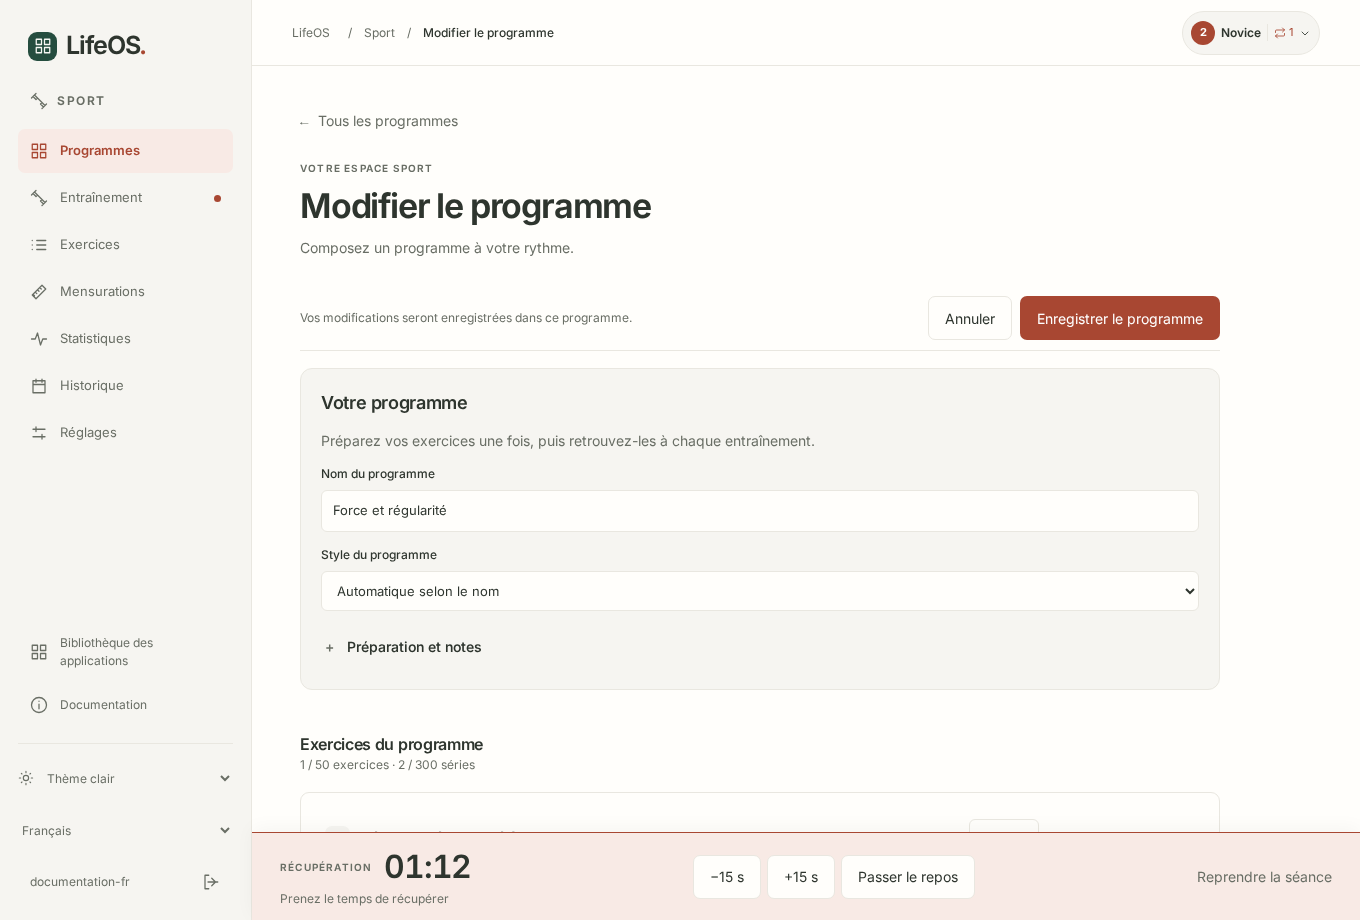 LifeOS.
SPORT
Programmes
Entraînement
Exercices
Mensurations
Statistiques
Historique
Réglages
Bibliothèque des
applications
Documentation
Thème clair
Français
documentation-fr
LifeOS / Sport / Modifier le programme
2 Novice 1
← Tous les programmes
VOTRE ESPACE SPORT
Modifier le programme
Composez un programme à votre rythme.
Vos modifications seront enregistrées dans ce programme.
Annuler
Enregistrer le programme
Votre programme
Préparez vos exercices une fois, puis retrouvez-les à chaque entraînement.
Nom du programme
Force et régularité
Style du programme
Automatique selon le nom
+ Préparation et notes
Exercices du programme
1 / 50 exercices · 2 / 300 séries
RÉCUPÉRATION 01:12
Prenez le temps de récupérer
−15 s
+15 s
Passer le repos
Reprendre la séance